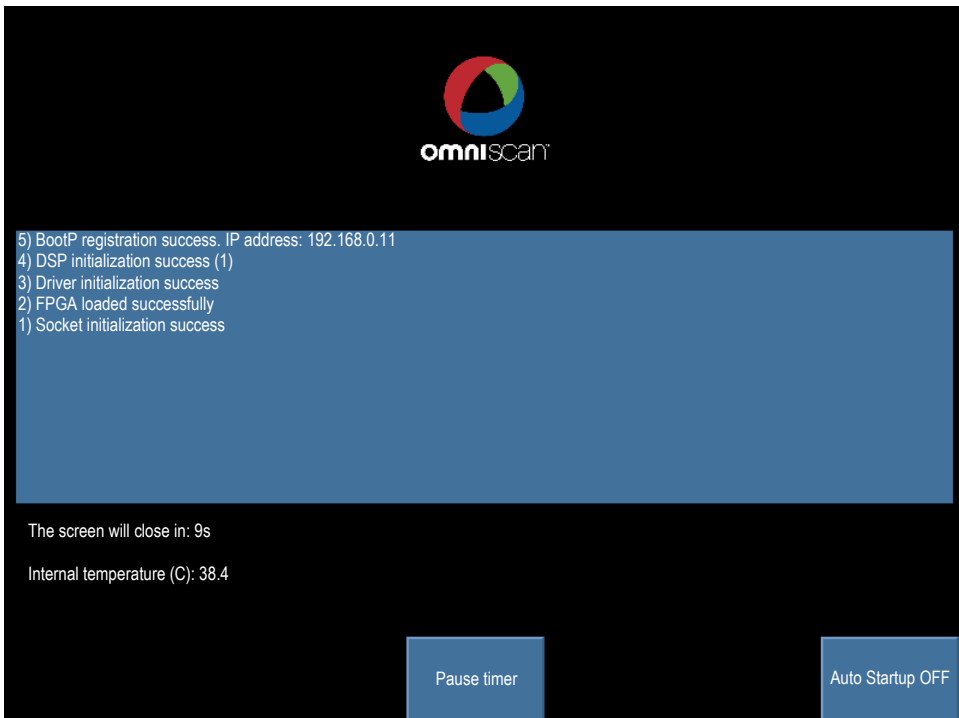 omniscan™
5) BootP registration success. IP address: 192.168.0.11
4) DSP initialization success (1)
3) Driver initialization success
2) FPGA loaded successfully
1) Socket initialization success
The screen will close in: 9s
Internal temperature (C): 38.4
Pause timer
Auto Startup OFF